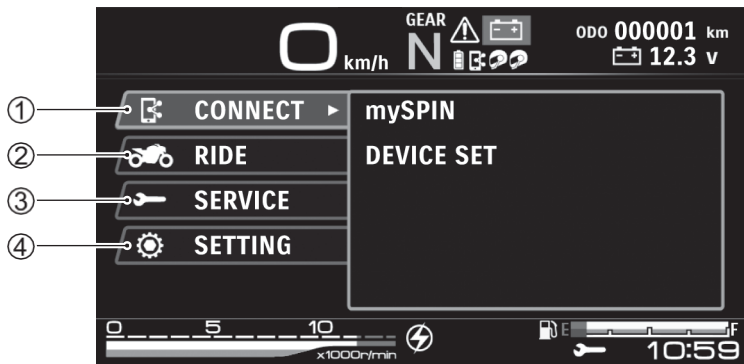 GEAR
0 km/h N
ODO 000001 km
12.3 V
① CONNECT ▶
② RIDE
③ SERVICE
④ SETTING
mySPIN
DEVICE SET
0 5 10
x1000r/min
E F
10:59